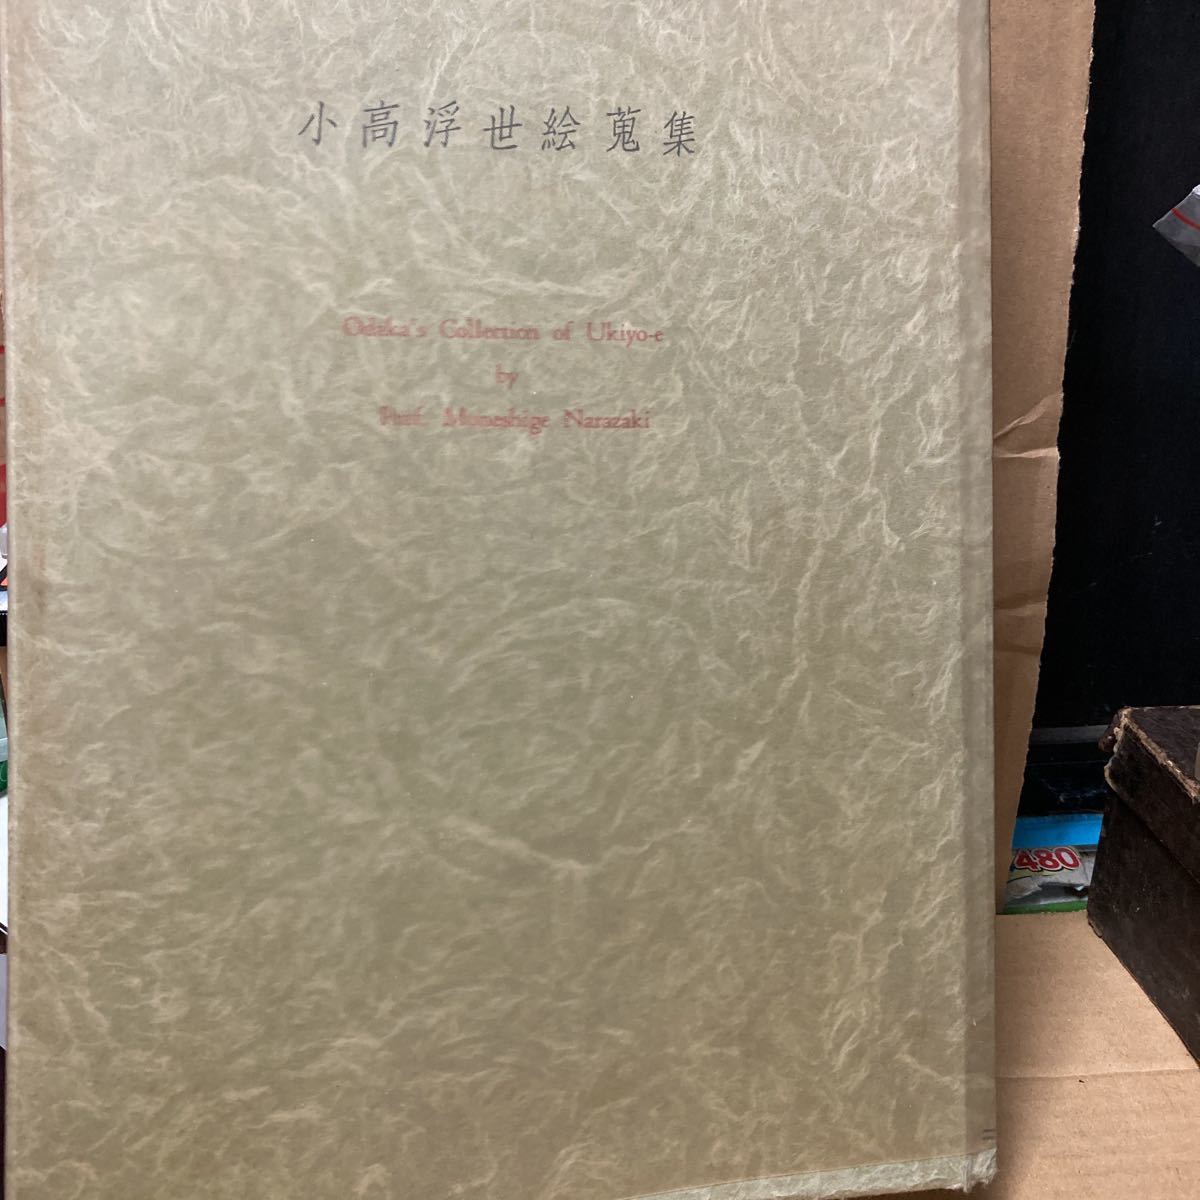 小高浮世絵蒐集
Odaka's Collection of Ukiyo-e
by
Prof. Muneshige Narazaki
480